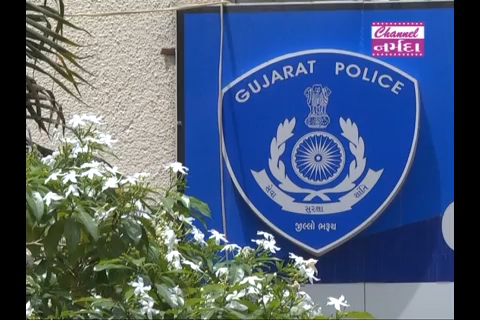 Channel
નર્મદા
GUJARAT POLICE
સેવા સુરક્ષા શાંતિ
જીલ્લો ભરૂચ